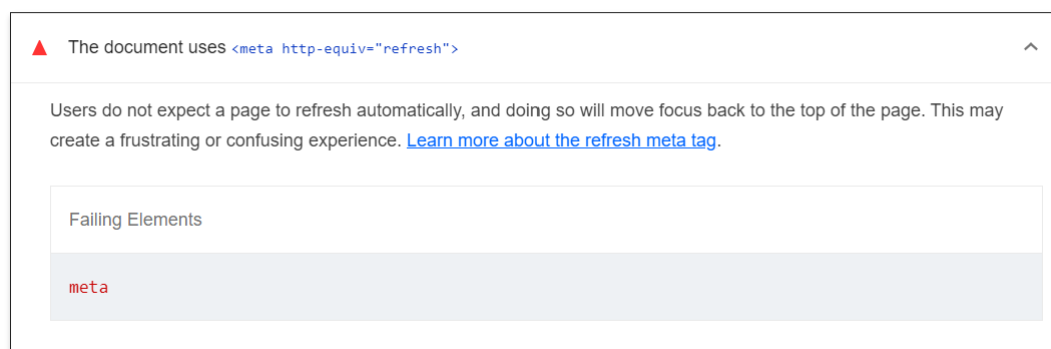 The document uses <meta http-equiv="refresh">
Users do not expect a page to refresh automatically, and doing so will move focus back to the top of the page. This may
create a frustrating or confusing experience. Learn more about the refresh meta tag.
Failing Elements
meta